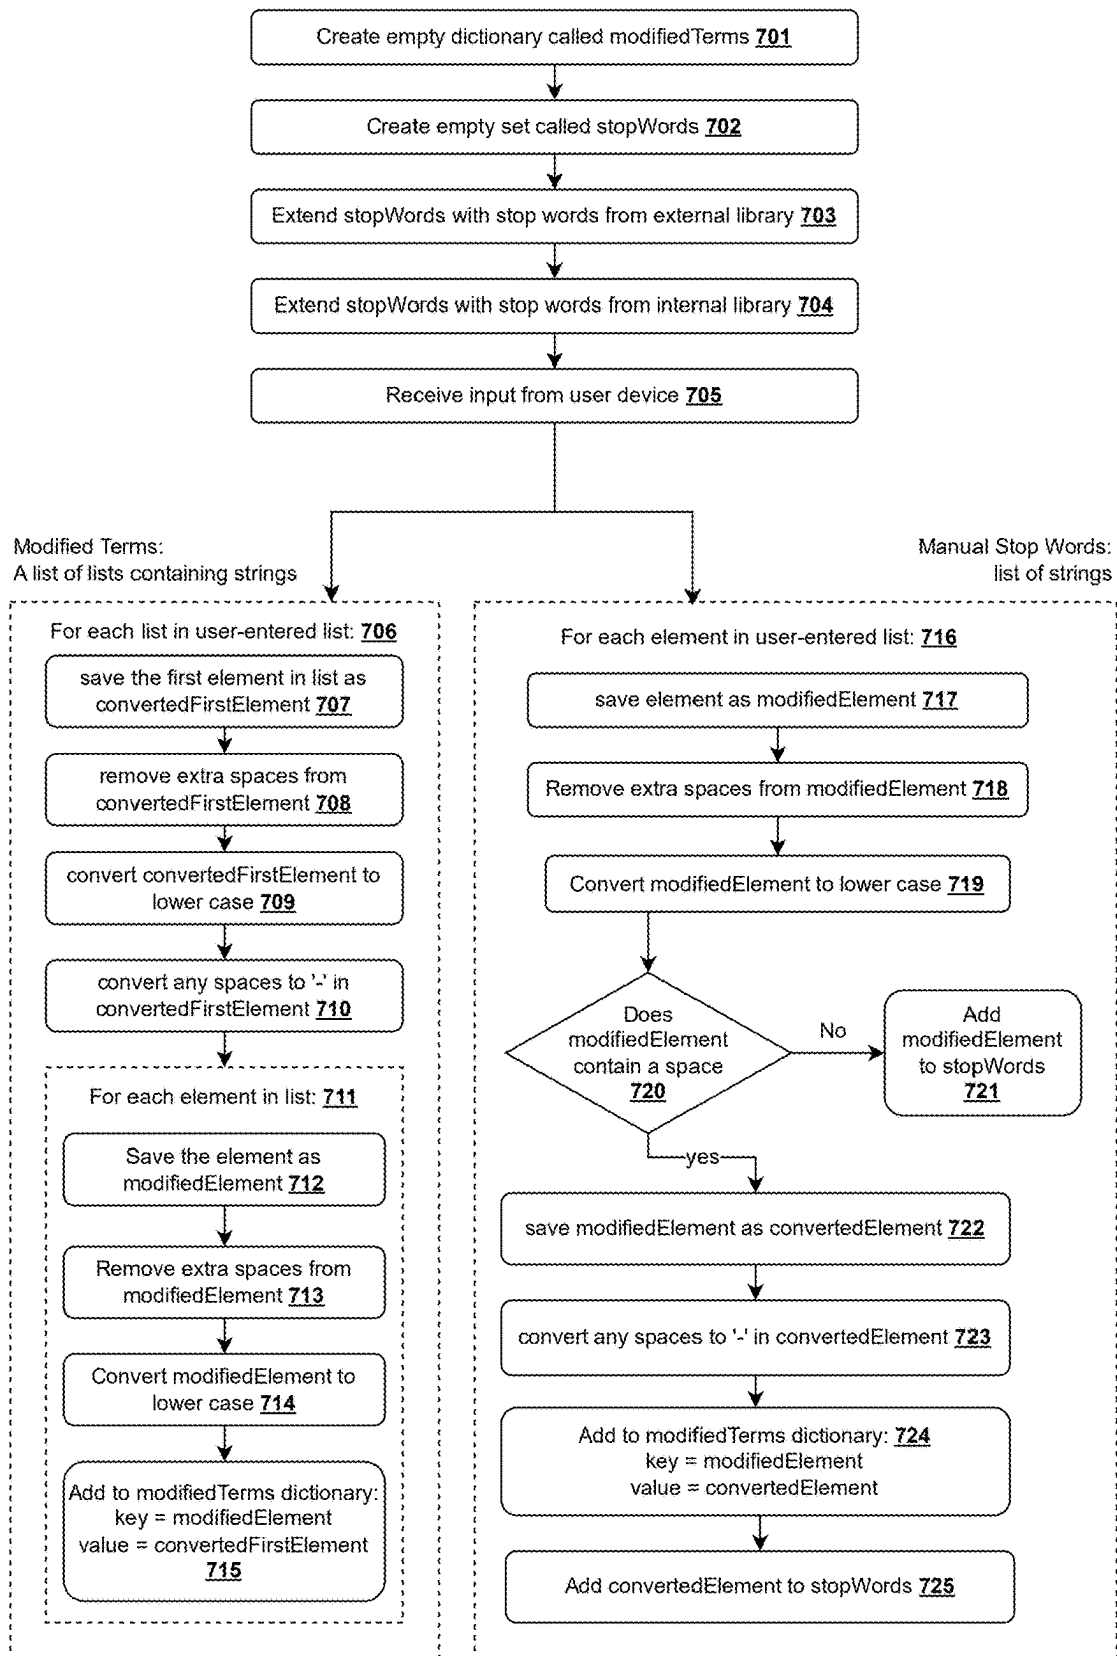 Create empty dictionary called modifiedTerms 701
Create empty set called stopWords 702
Extend stopWords with stop words from external library 703
Extend stopWords with stop words from internal library 704
Receive input from user device 705
Modified Terms:
A list of lists containing strings
For each list in user-entered list: 706
save the first element in list as
convertedFirstElement 707
remove extra spaces from
convertedFirstElement 708
convert convertedFirstElement to
lower case 709
convert any spaces to '-' in
convertedFirstElement 710
For each element in list: 711
Save the element as
modifiedElement 712
Remove extra spaces from
modifiedElement 713
Convert modifiedElement to
lower case 714
Add to modifiedTerms dictionary:
key = modifiedElement
value = convertedFirstElement
715
Manual Stop Words:
list of strings
For each element in user-entered list: 716
save element as modifiedElement 717
Remove extra spaces from modifiedElement 718
Convert modifiedElement to lower case 719
Does
modifiedElement
contain a space
720
No
Add
modifiedElement
to stopWords
721
yes
save modifiedElement as convertedElement 722
convert any spaces to '-' in convertedElement 723
Add to modifiedTerms dictionary: 724
key = modifiedElement
value = convertedElement
Add convertedElement to stopWords 725